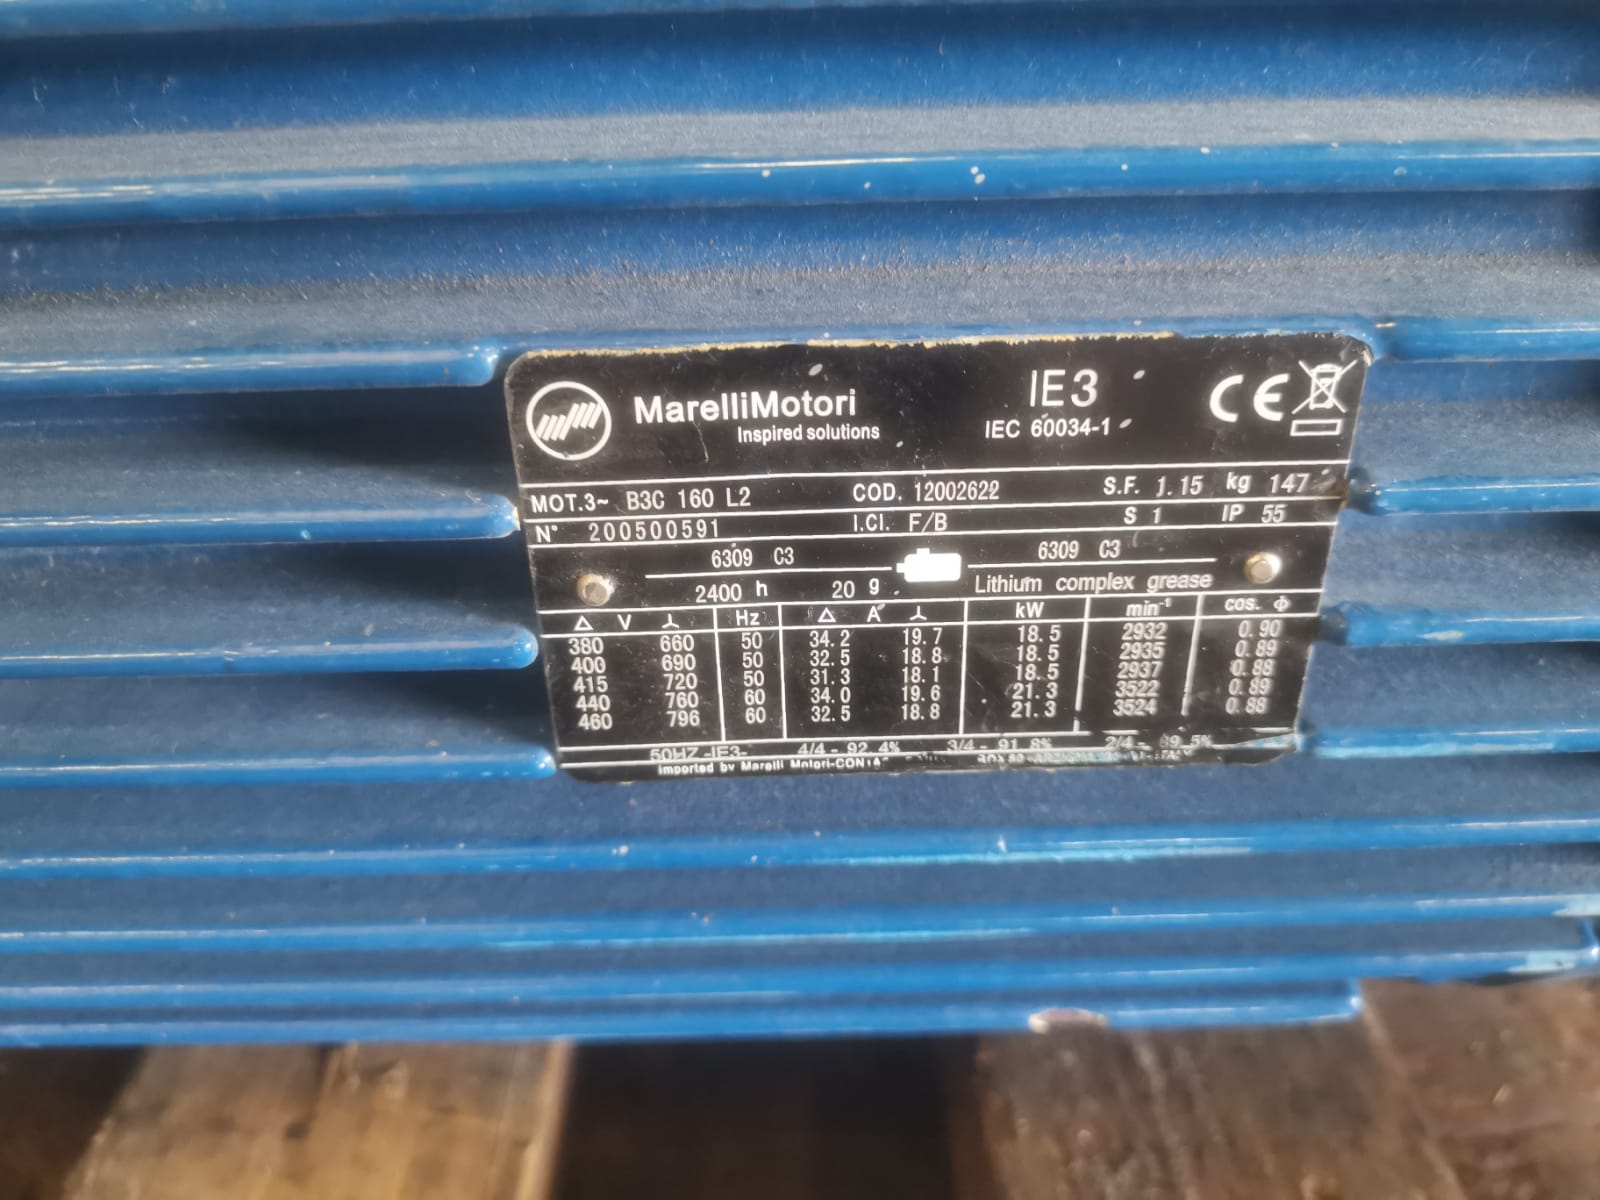 MarelliMotori
Inspired solutions
IE3
IEC 60034-1
CE
MOT.3~ B3C 160 L2 COD. 12002622 S.F. 1.15 kg 147
N° 200500591 I.Cl. F/B S 1 IP 55
6309 C3 6309 C3
2400 h 20 g Lithium complex grease
△ V 人 Hz △ A 人 kW min⁻¹ cos. Φ
380 660 50 34.2 19.7 18.5 2932 0.90
400 690 50 32.5 18.8 18.5 2935 0.89
415 720 50 31.3 18.1 18.5 2937 0.88
440 760 60 34.0 19.6 21.3 3522 0.89
460 796 60 32.5 18.8 21.3 3524 0.88
50HZ -IE3- 4/4 - 92.4% 3/4 - 91.8% 2/4 -
imported by Marelli Motori